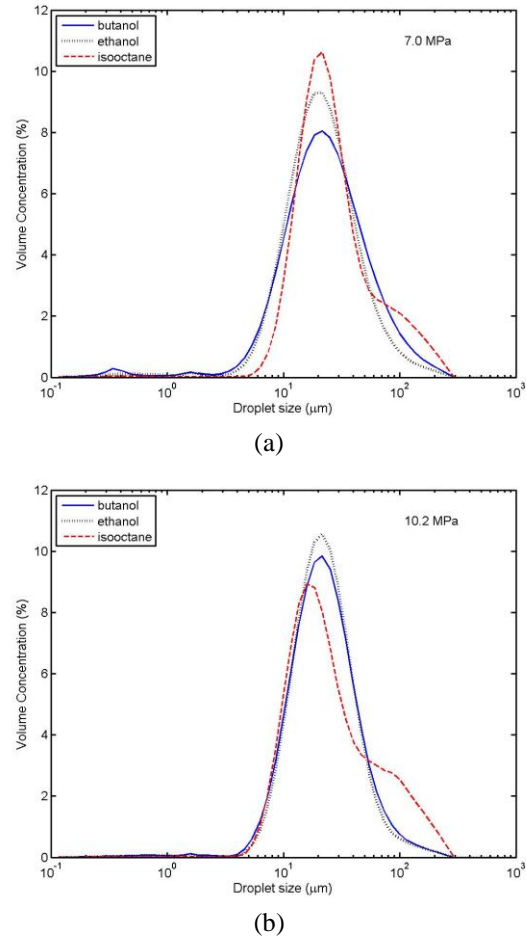 12
10
8
6
4
2
0
butanol
ethanol
isooctane
7.0 MPa
Volume Concentration (%)
10⁻¹ 10⁰ 10¹ 10² 10³
Droplet size (μm)
(a)
12
10
8
6
4
2
0
butanol
ethanol
isooctane
10.2 MPa
Volume Concentration (%)
10⁻¹ 10⁰ 10¹ 10² 10³
Droplet size (μm)
(b)